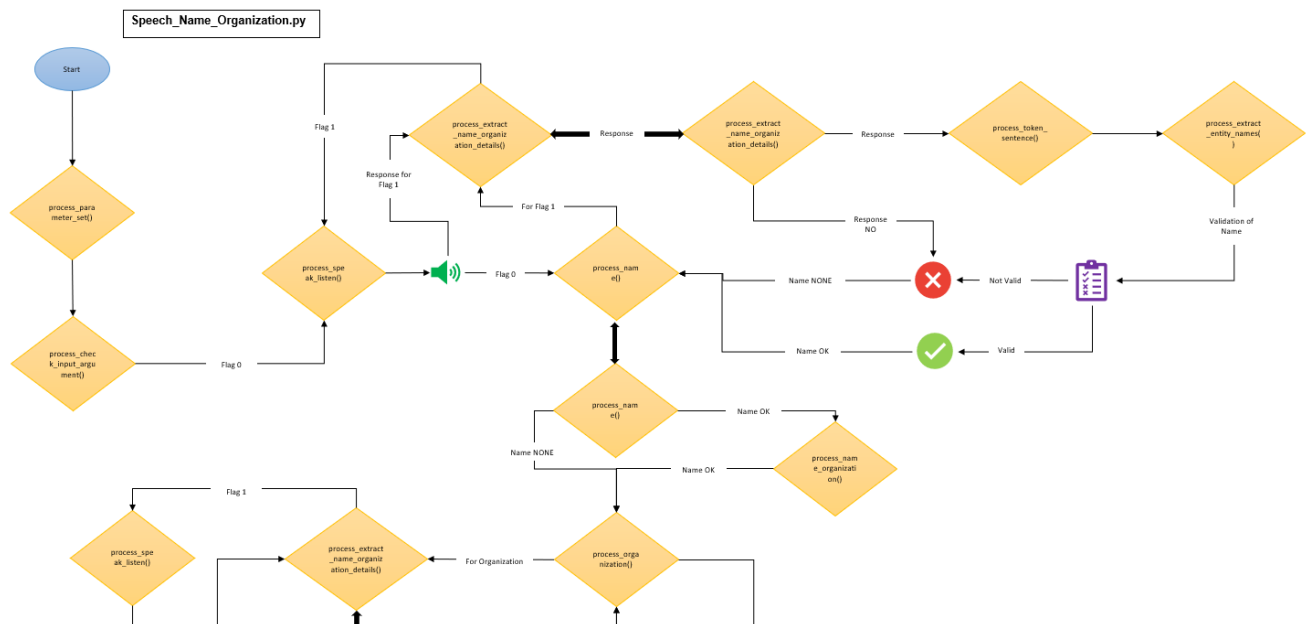 Speech_Name_Organization.py
Start
process_para
meter_set()
process_chec
k_input_argu
ment()
Flag 0
Flag 1
process_spe
ak_listen()
Response for
Flag 1
process_extract
_name_organiz
ation_details()
Response
process_extract
_name_organiz
ation_details()
Response
process_token_
sentence()
process_extract
_entity_names(
)
For Flag 1
Flag 0
process_nam
e()
Response
NO
Validation of
Name
Name NONE
Not Valid
Name OK
Valid
process_nam
e()
Name OK
Name NONE
process_nam
e_organizati
on()
Name OK
Flag 1
process_spe
ak_listen()
process_extract
_name_organiz
ation_details()
For Organization
process_orga
nization()